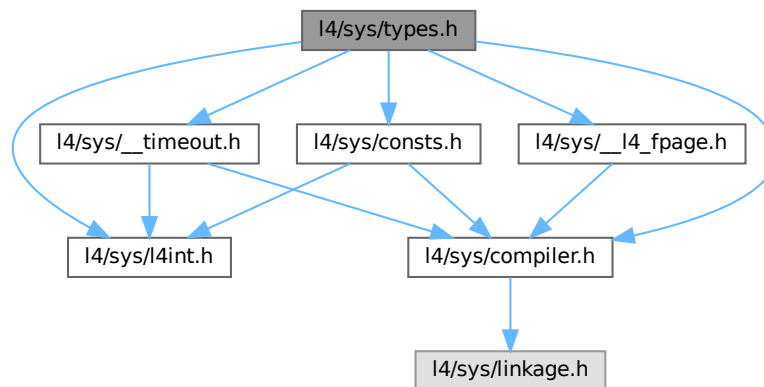 l4/sys/types.h
l4/sys/__timeout.h
l4/sys/consts.h
l4/sys/__l4_fpage.h
l4/sys/l4int.h
l4/sys/compiler.h
l4/sys/linkage.h